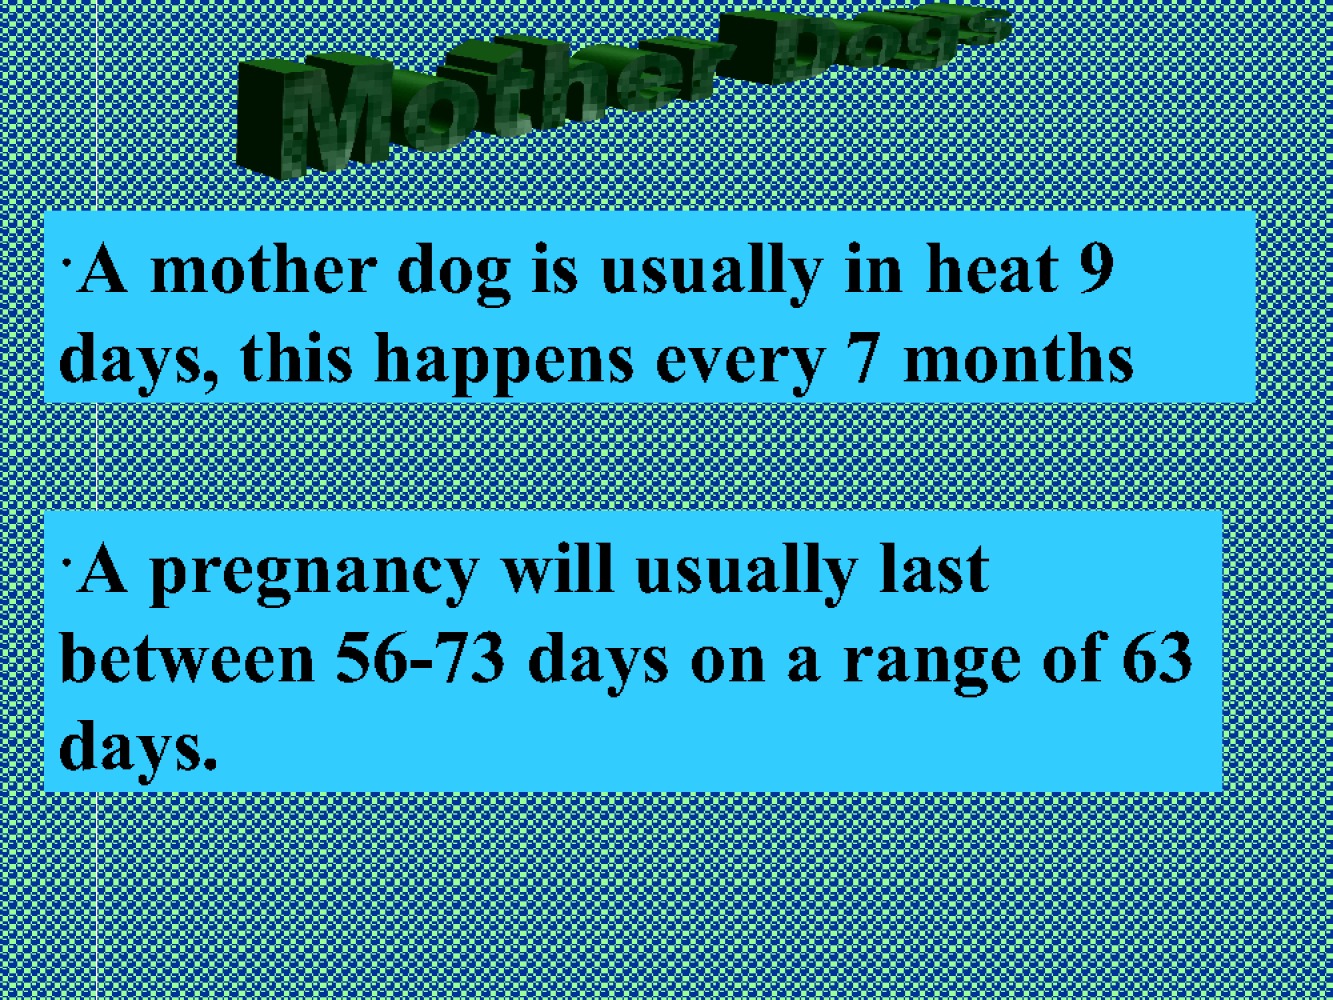 Mother Dogs
·A mother dog is usually in heat 9
days, this happens every 7 months
·A pregnancy will usually last
between 56-73 days on a range of 63
days.